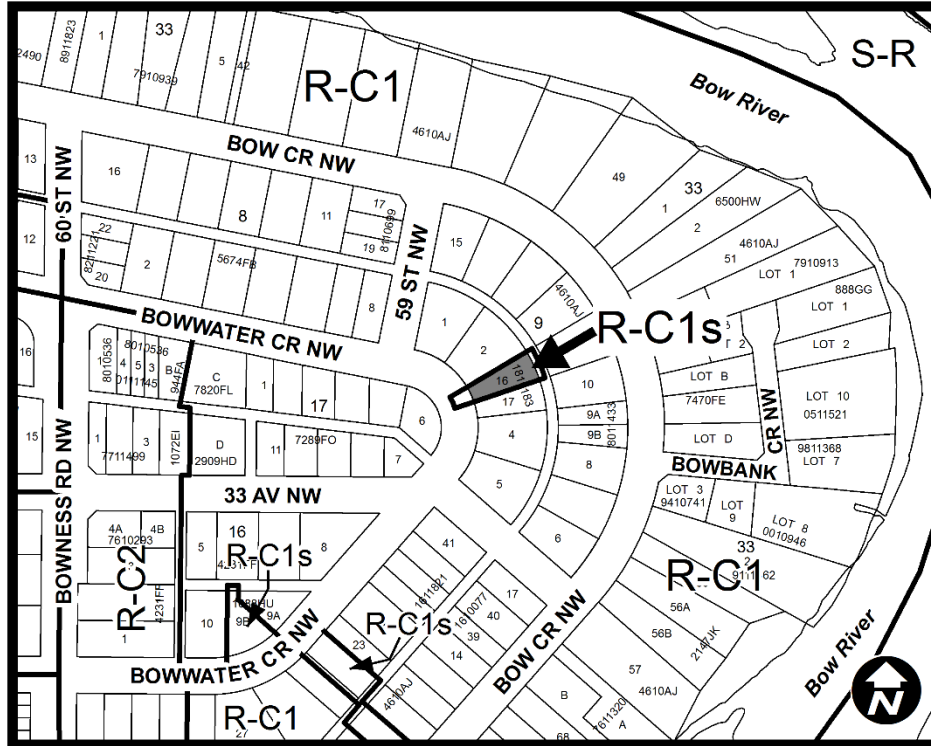 S-R
Bow River
33
1
8911823
2490
7910939
5
42
R-C1
4610AJ
BOW CR NW
13
60 ST NW
16
8
11
17
8110699
19
59 ST NW
15
49
33
1
6500HW
2
4610AJ
51
7910913
LOT 1
888GG
LOT 1
12
22
8211221
20
2
5674FB
8
1
4610AJ
9
R-C1s
LOT 2
BOWWATER CR NW
2
16
17
10
LOT B
7470FE
LOT D
CR NW
LOT 10
0511521
9811368
LOT 7
16
8010536
8010536
4
5
3
B
944FA
C
7820FL
1
17
6
4
9A
9B
8011433
8
15
1
3
7711499
1072EI
D
2909HD
11
7289FO
7
5
BOWBANK
LOT 3
9410741
LOT
9
LOT 8
0010946
33 AV NW
6
BOWNESS RD NW
4A
4B
7610293
16
5
8
41
33
R-C1s
R-C1
R-C2
4231FF
1
10
9B
9A
1611821
1610077
17
40
39
14
23
R-C1s
56A
56B
2147JK
BOWWATER CR NW
BOW CR NW
57
4610AJ
4610AJ
B
7611320
A
68
R-C1
27
Bow River
N